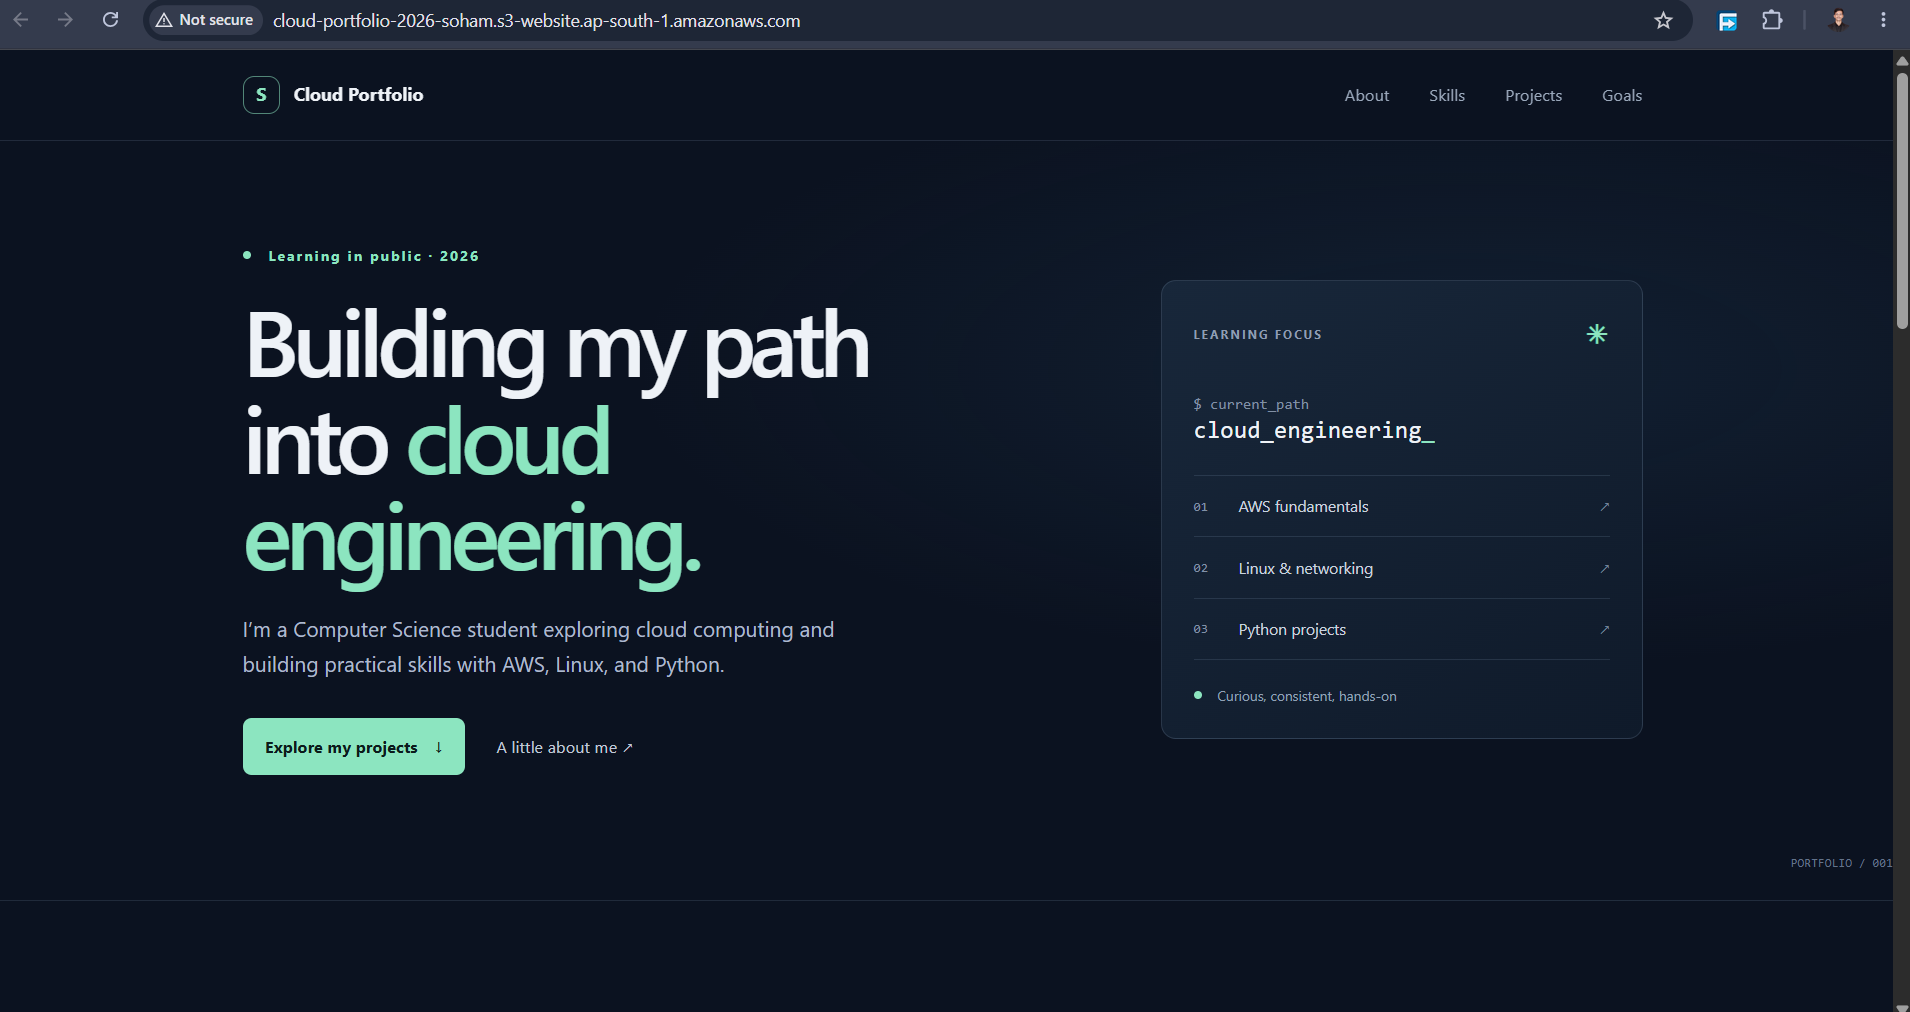 Not secure
cloud-portfolio-2026-soham.s3-website.ap-south-1.amazonaws.com
S
Cloud Portfolio
About
Skills
Projects
Goals
Learning in public · 2026
Building my path
into cloud
engineering.
I’m a Computer Science student exploring cloud computing and
building practical skills with AWS, Linux, and Python.
Explore my projects ↓
A little about me ↗
LEARNING FOCUS
$ current_path
cloud_engineering_
01 AWS fundamentals ↗
02 Linux & networking ↗
03 Python projects ↗
Curious, consistent, hands-on
PORTFOLIO / 001